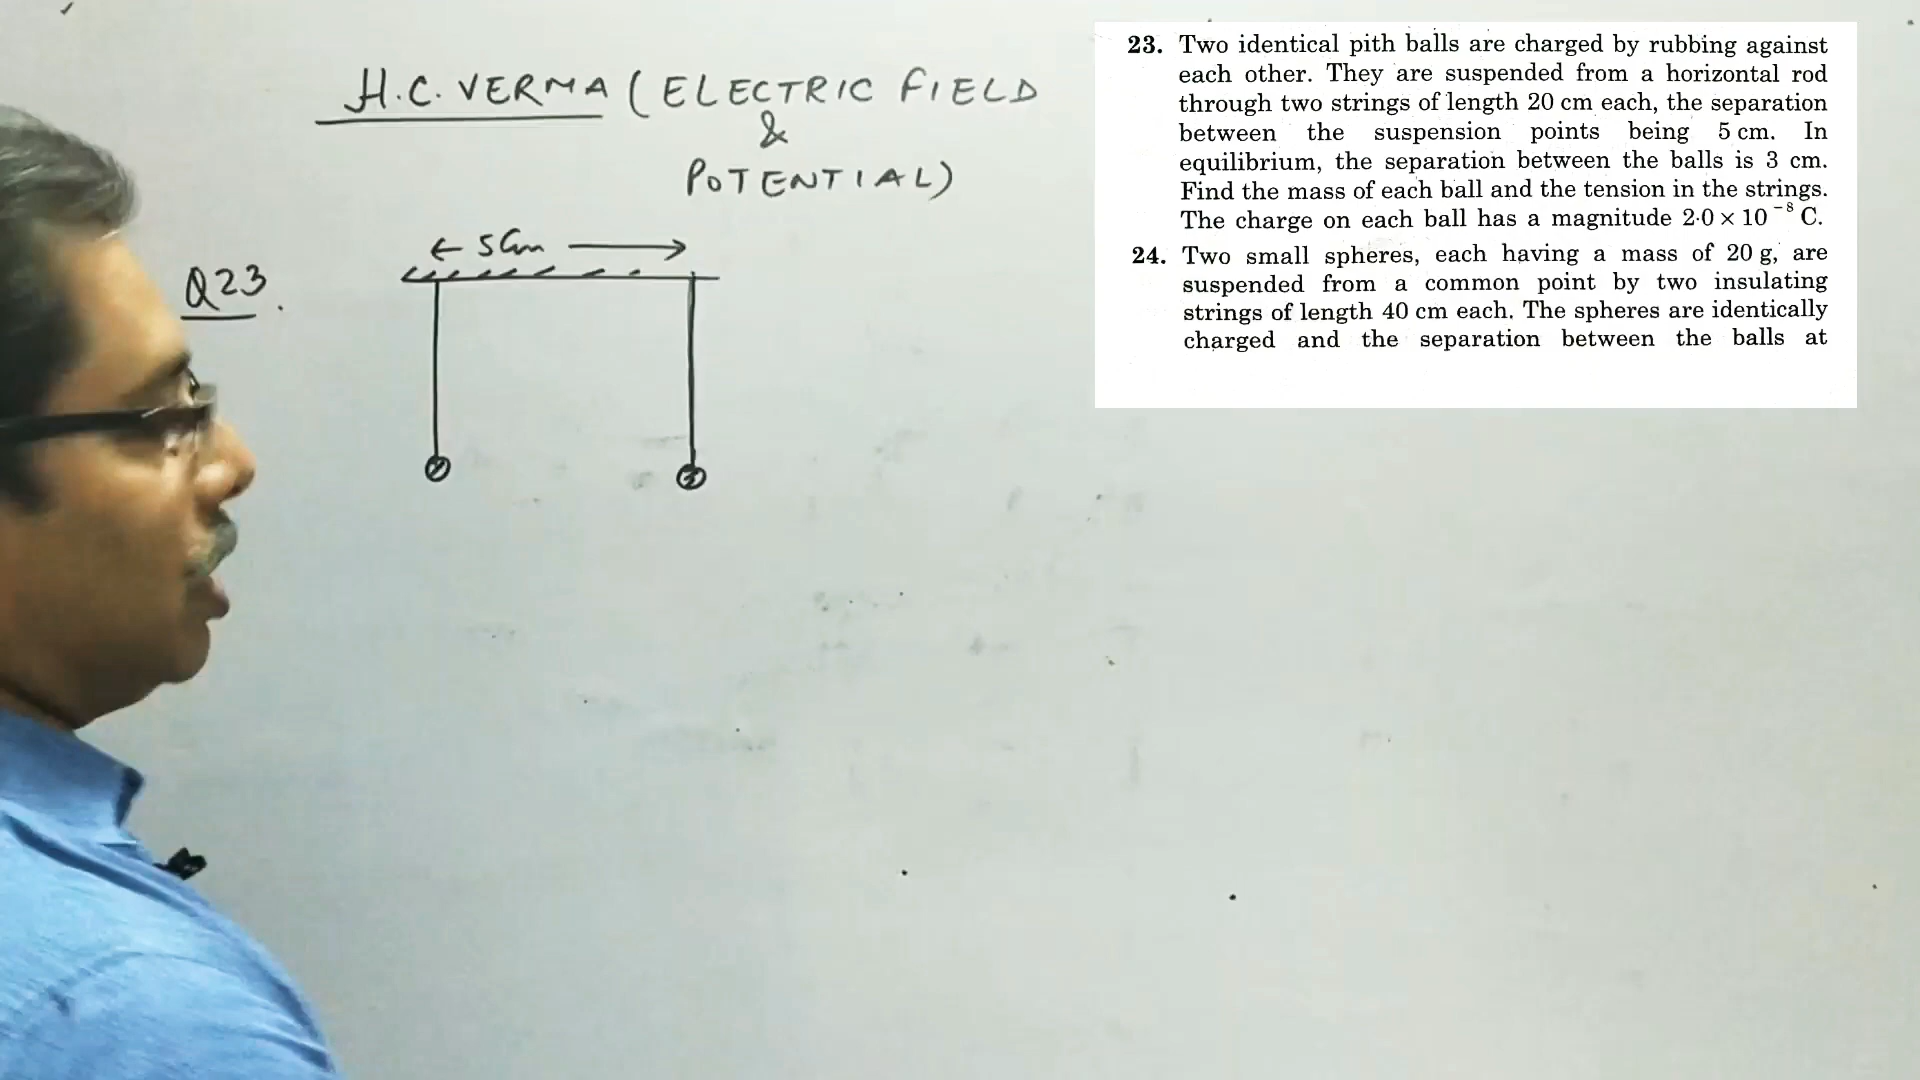 H.C. VERMA (ELECTRIC FIELD
&
POTENTIAL)
Q23.
5Cm
23. Two identical pith balls are charged by rubbing against
each other. They are suspended from a horizontal rod
through two strings of length 20 cm each, the separation
between the suspension points being 5 cm. In
equilibrium, the separation between the balls is 3 cm.
Find the mass of each ball and the tension in the strings.
The charge on each ball has a magnitude 2·0 × 10⁻⁸ C.
24. Two small spheres, each having a mass of 20 g, are
suspended from a common point by two insulating
strings of length 40 cm each. The spheres are identically
charged and the separation between the balls at